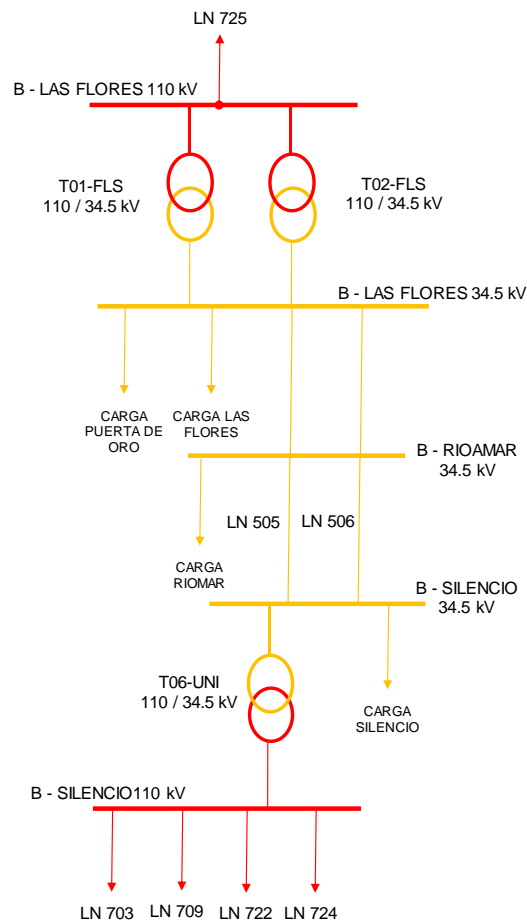 LN 725
B - LAS FLORES 110 kV
T01-FLS
110 / 34.5 kV
T02-FLS
110 / 34.5 kV
B - LAS FLORES 34.5 kV
CARGA
PUERTA DE
ORO
CARGA LAS
FLORES
B - RIOAMAR
34.5 kV
LN 505
LN 506
CARGA
RIOMAR
B - SILENCIO
34.5 kV
T06-UNI
110 / 34.5 kV
CARGA
SILENCIO
B - SILENCIO110 kV
LN 703
LN 709
LN 722
LN 724